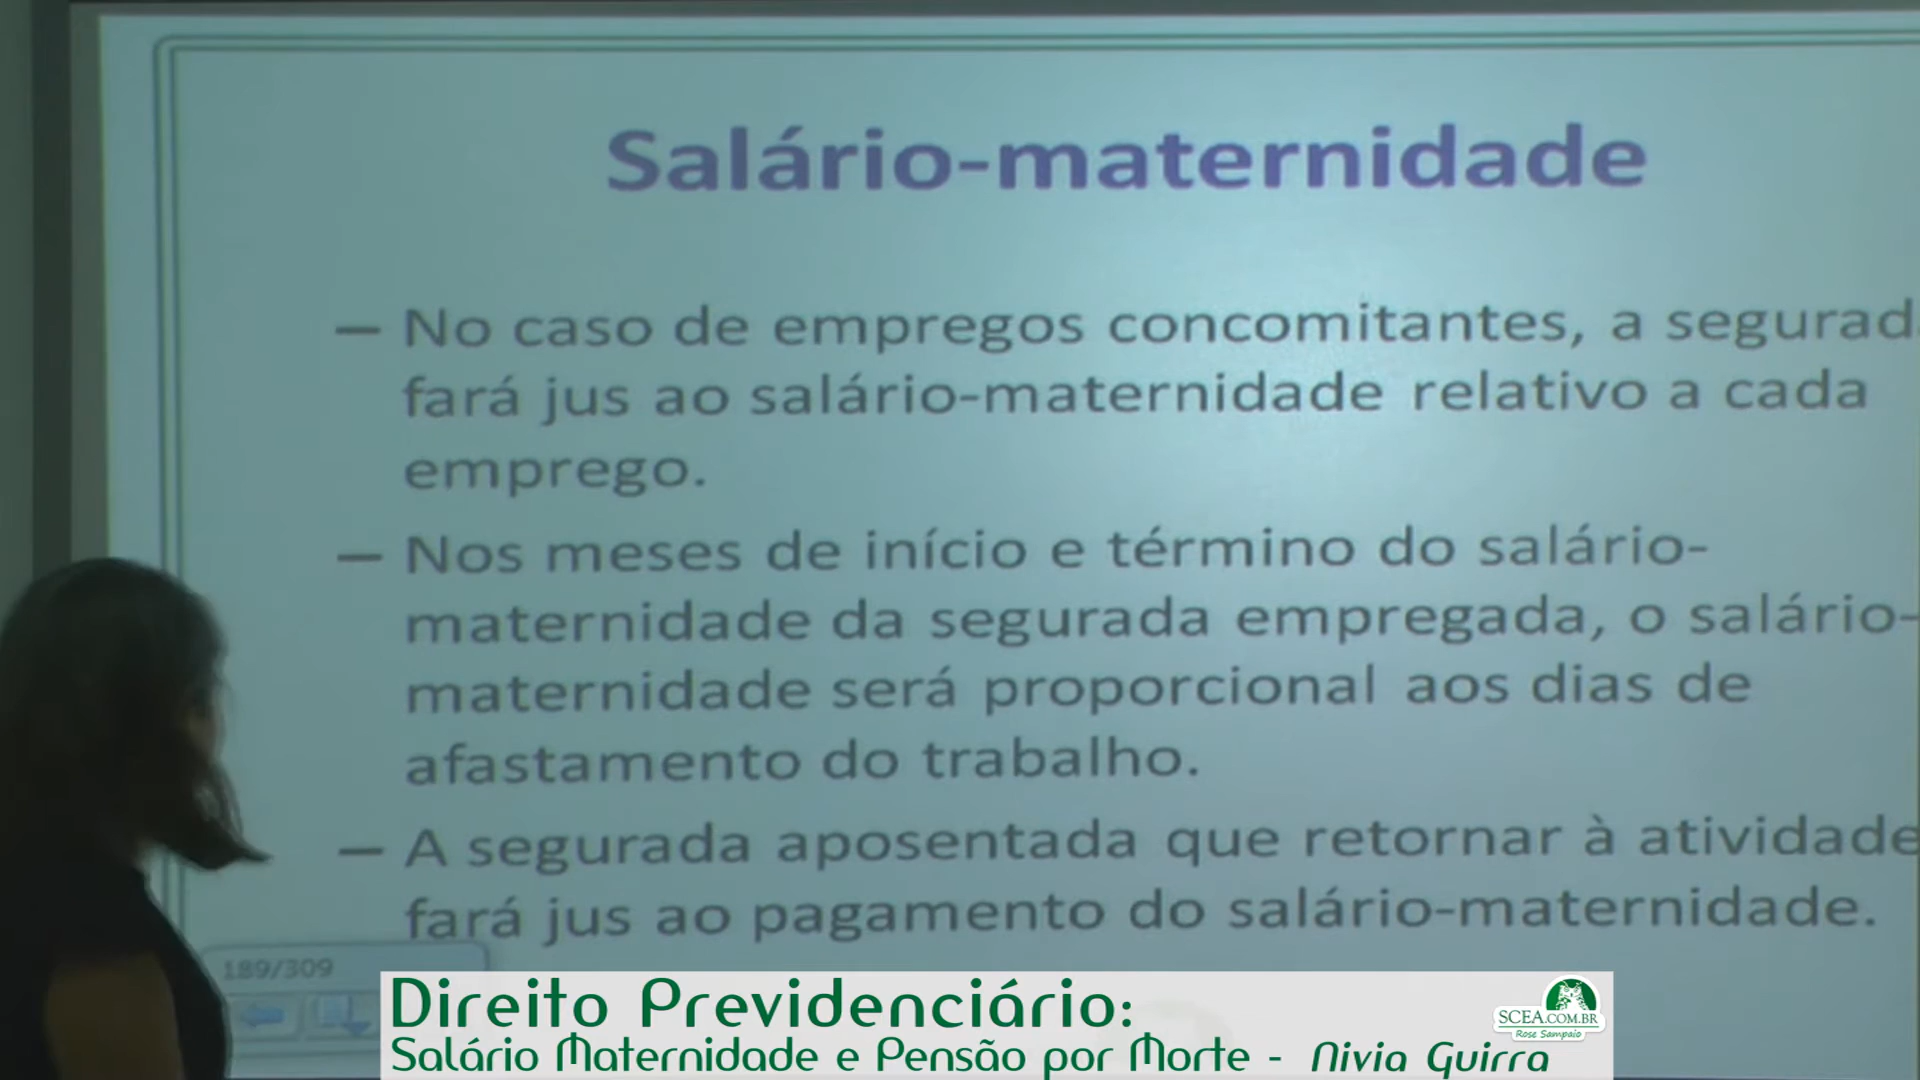 Salário-maternidade
– No caso de empregos concomitantes, a segurad
fará jus ao salário-maternidade relativo a cada
emprego.
– Nos meses de início e término do salário-
maternidade da segurada empregada, o salário-
maternidade será proporcional aos dias de
afastamento do trabalho.
– A segurada aposentada que retornar à atividade
fará jus ao pagamento do salário-maternidade.
189/309
Direito Previdenciário:
Salário Maternidade e Pensão por Morte - Nivia Guirra
SCEA.COM.BR
Rose Sampaio